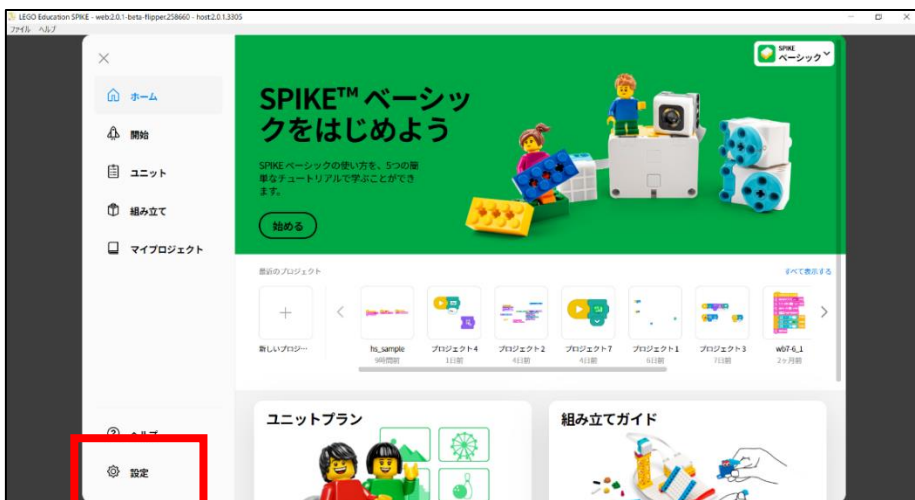 LEGO Education SPIKE - web:2.0.1-beta-flipper.258660 - host:2.0.1.3305
ファイル ヘルプ
ホーム
開始
ユニット
組み立て
マイプロジェクト
ヘルプ
設定
SPIKE
ベーシック
SPIKE™ ベーシッ
クをはじめよう
SPIKE ベーシックの使い方を、5つの簡
単なチュートリアルで学ぶことができ
ます。
始める
最近のプロジェクト
すべて表示する
新しいプロジ…
hs_sample
9時間前
プロジェクト4
1日前
プロジェクト2
4日前
プロジェクト7
4日前
プロジェクト1
6日前
プロジェクト3
7日前
wb7-6_1
2ヶ月前
ユニットプラン
組み立てガイド